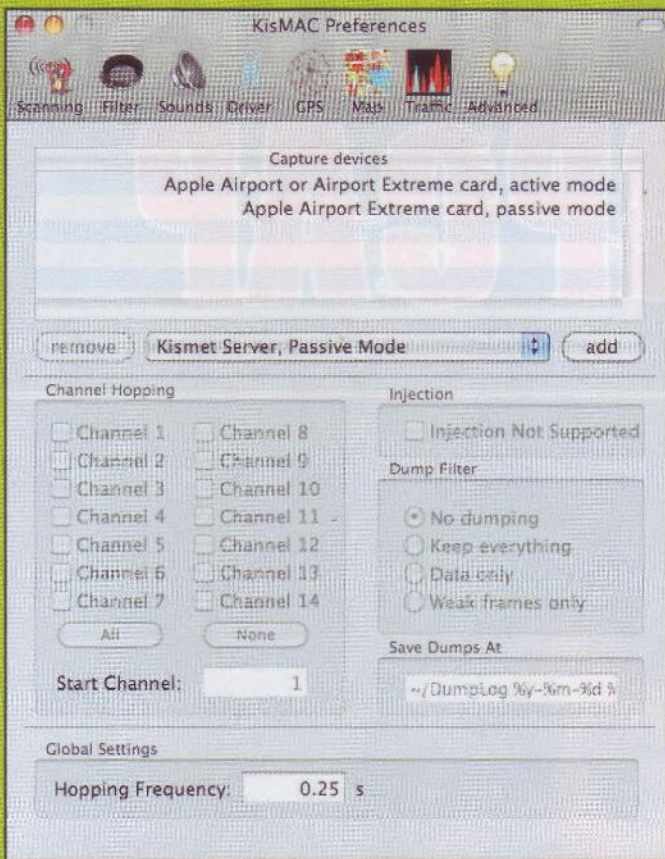 KisMAC Preferences
Scanning Filter Sounds Driver GPS Map Traffic Advanced
Capture devices
Apple Airport or Airport Extreme card, active mode
Apple Airport Extreme card, passive mode
remove Kismet Server, Passive Mode add
Channel Hopping
Channel 1 Channel 8
Channel 2 Channel 9
Channel 3 Channel 10
Channel 4 Channel 11
Channel 5 Channel 12
Channel 6 Channel 13
Channel 7 Channel 14
All None
Start Channel: 1
Injection
Injection Not Supported
Dump Filter
No dumping
Keep everything
Data only
Weak frames only
Save Dumps At
~/DumpLog %y-%m-%d %
Global Settings
Hopping Frequency: 0.25 s